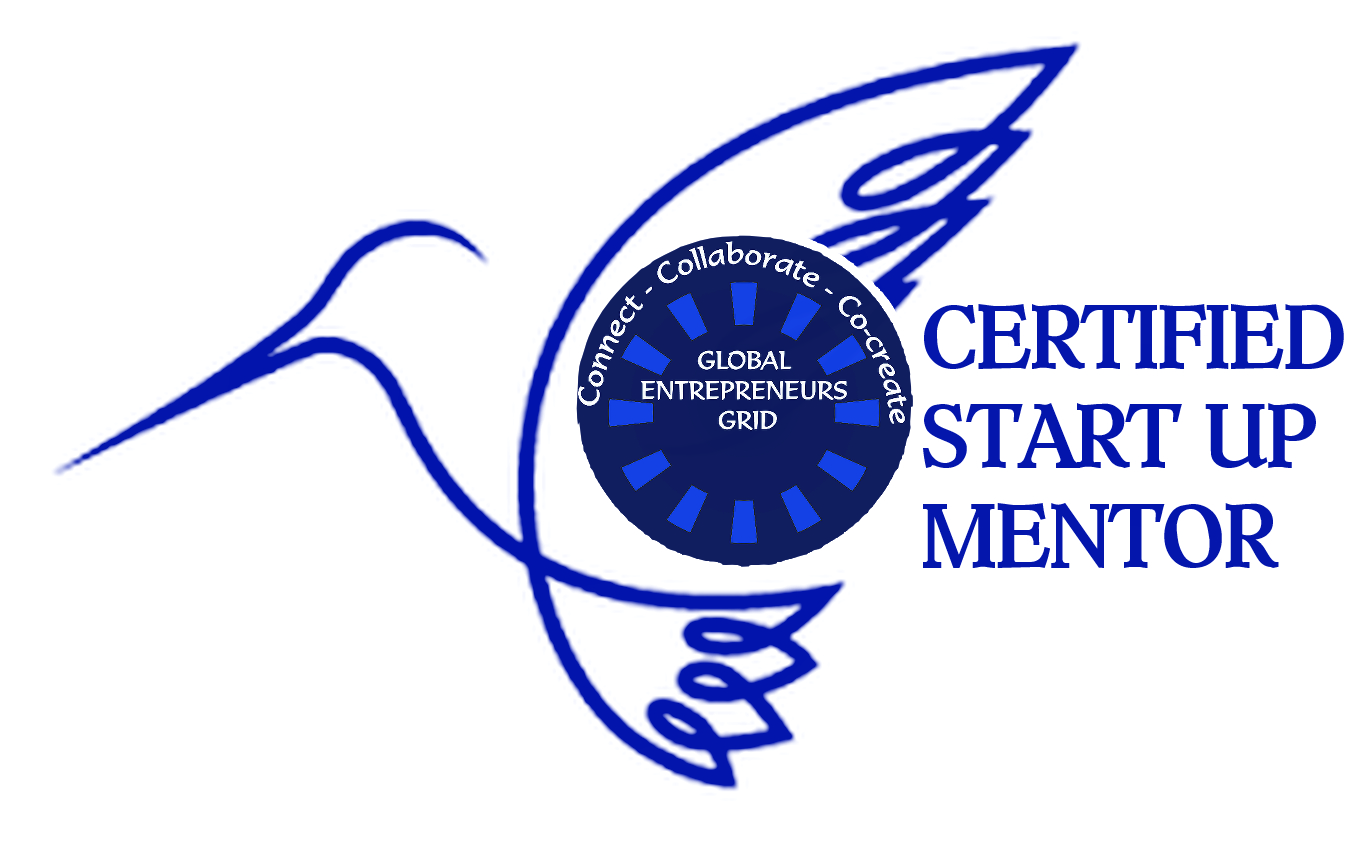 Connect - Collaborate - Co-create
GLOBAL
ENTREPRENEURS
GRID
CERTIFIED
START UP
MENTOR